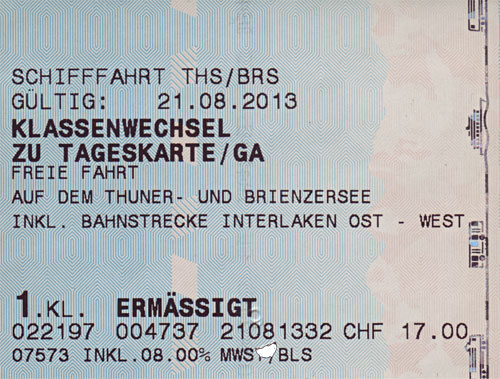 SCHIFFFAHRT THS/BRS
GÜLTIG: 21.08.2013
KLASSENWECHSEL
ZU TAGESKARTE/GA
FREIE FAHRT
AUF DEM THUNER- UND BRIENZERSEE
INKL. BAHNSTRECKE INTERLAKEN OST - WEST
1.KL. ERMÄSSIGT
022197 004737 21081332 CHF 17.00
07573 INKL.08.00% MWST/BLS